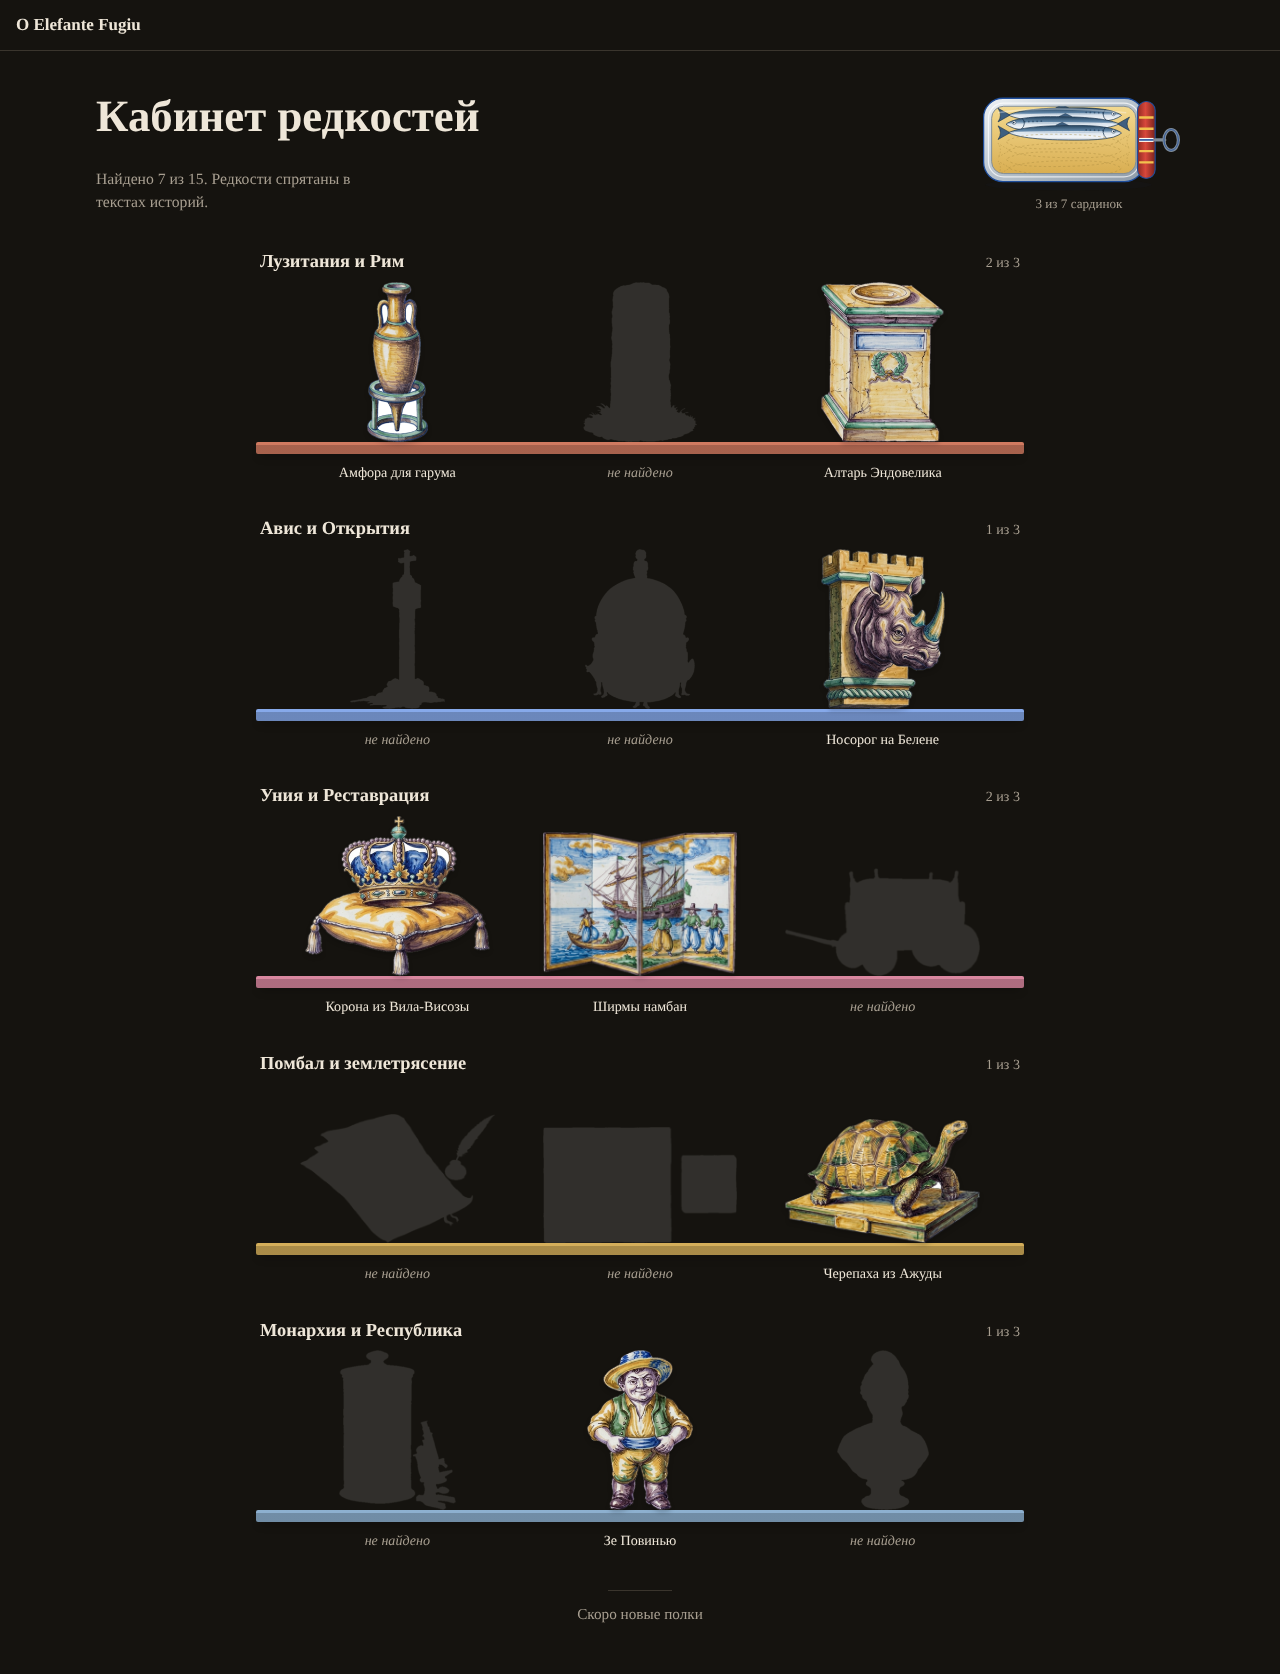 O Elefante Fugiu
Кабинет редкостей
Найдено 7 из 15. Редкости спрятаны в
текстах историй.
3 из 7 сардинок
Лузитания и Рим
2 из 3
Амфора для гарума
не найдено
Алтарь Эндовелика
Авис и Открытия
1 из 3
не найдено
не найдено
Носорог на Белене
Уния и Реставрация
2 из 3
Корона из Вила-Висозы
Ширмы намбан
не найдено
Помбал и землетрясение
1 из 3
не найдено
не найдено
Черепаха из Ажуды
Монархия и Республика
1 из 3
не найдено
Зе Повинью
не найдено
Скоро новые полки